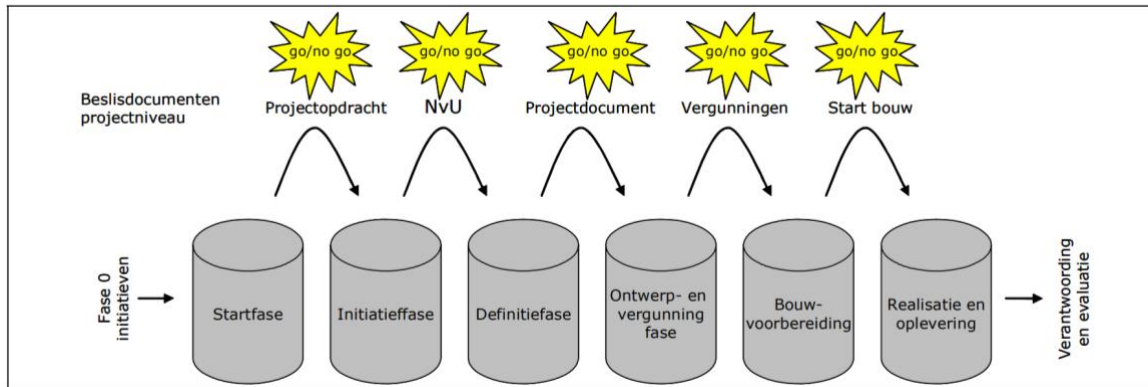 go/no go
go/no go
go/no go
go/no go
go/no go
Beslisdocumenten
projectniveau
Projectopdracht
NvU
Projectdocument
Vergunningen
Start bouw
Fase 0
initiatieven
Startfase
Initiatieffase
Definitiefase
Ontwerp- en
vergunning
fase
Bouw-
voorbereiding
Realisatie en
oplevering
Verantwoording
en evaluatie